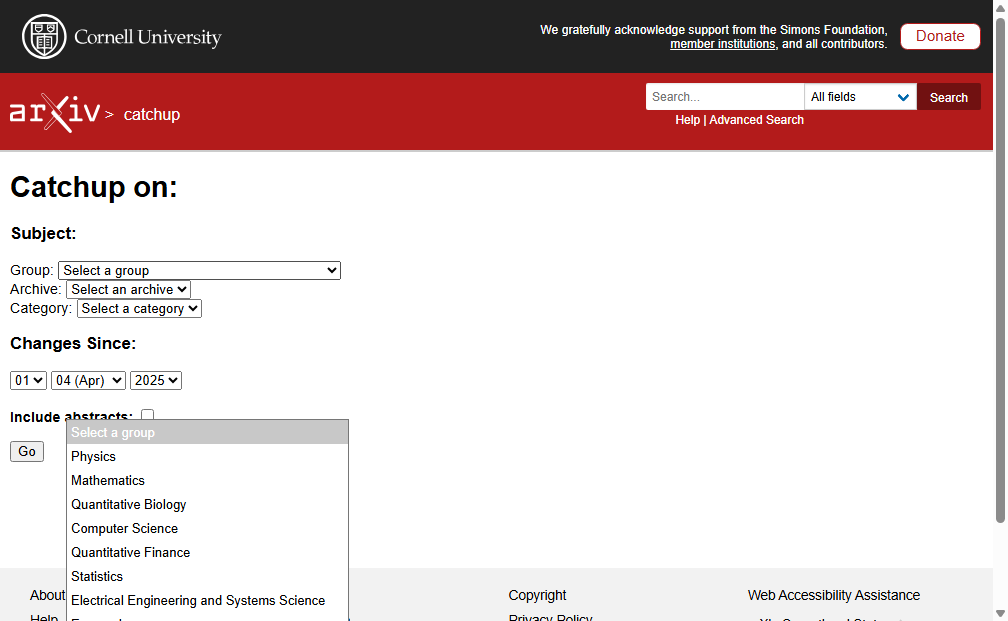 Cornell University
We gratefully acknowledge support from the Simons Foundation,
member institutions, and all contributors.
Donate
arXiv > catchup
Search...
All fields
Search
Help | Advanced Search
Catchup on:
Subject:
Group: Select a group
Archive: Select an archive
Category: Select a category
Changes Since:
01 04 (Apr) 2025
Include abstracts:
Go
Select a group
Physics
Mathematics
Quantitative Biology
Computer Science
Quantitative Finance
Statistics
Electrical Engineering and Systems Science
About
Help
Copyright
Privacy Policy
Web Accessibility Assistance